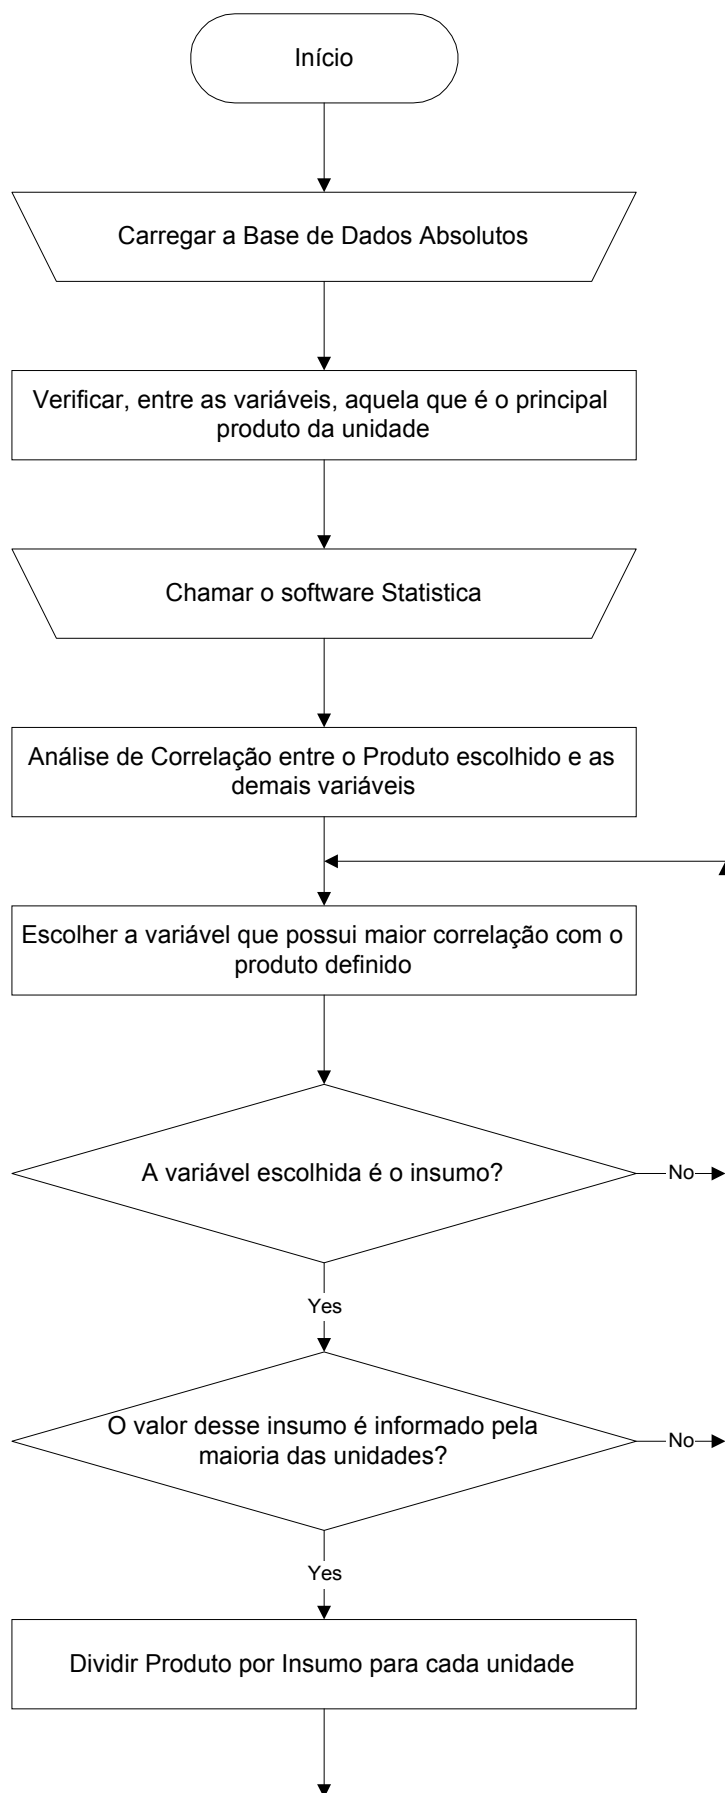 Início
Carregar a Base de Dados Absolutos
Verificar, entre as variáveis, aquela que é o principal
produto da unidade
Chamar o software Statistica
Análise de Correlação entre o Produto escolhido e as
demais variáveis
Escolher a variável que possui maior correlação com o
produto definido
A variável escolhida é o insumo?
No
Yes
O valor desse insumo é informado pela
maioria das unidades?
No
Yes
Dividir Produto por Insumo para cada unidade